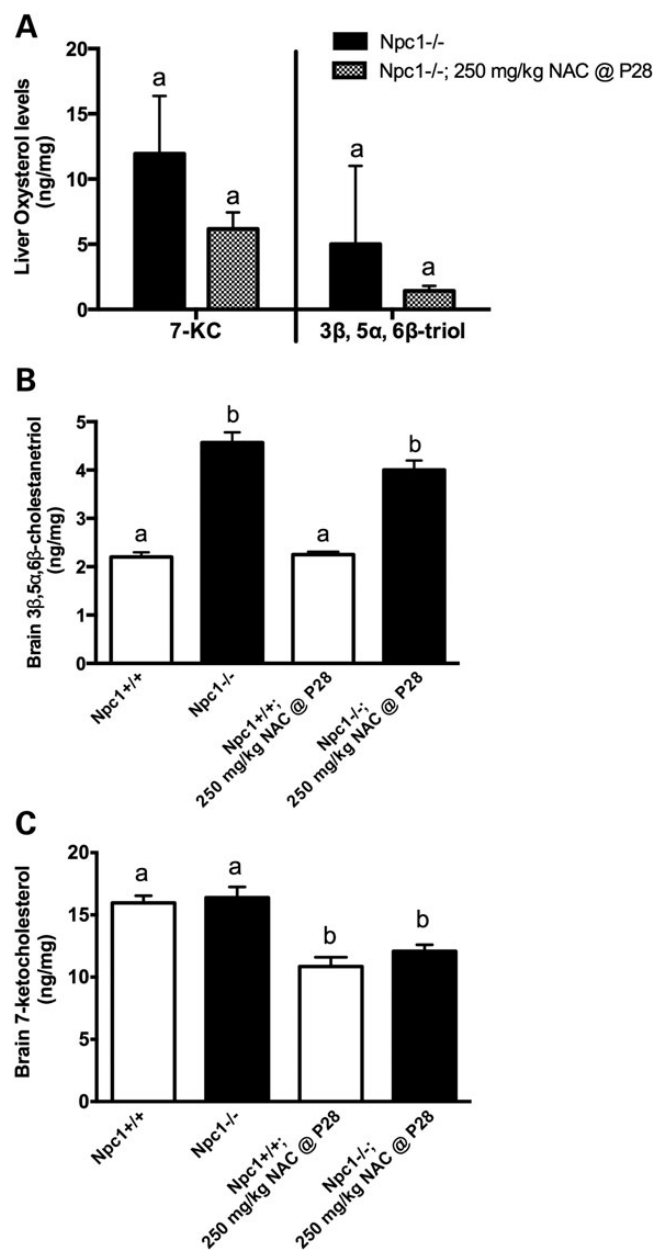 A
Liver Oxysterol levels
(ng/mg)
20
15
10
5
0
a
a
a
a
Npc1-/-
Npc1-/-; 250 mg/kg NAC @ P28
7-KC
3β, 5α, 6β-triol
B
Brain 3β,5α,6β-cholestanetriol
(ng/mg)
5
4
3
2
1
0
a
b
a
b
Npc1+/+
Npc1-/-
Npc1+/+;
250 mg/kg NAC @ P28
Npc1-/-;
250 mg/kg NAC @ P28
C
Brain 7-ketocholesterol
(ng/mg)
20
15
10
5
0
a
a
b
b
Npc1+/+
Npc1-/-
Npc1+/+;
250 mg/kg NAC @ P28
Npc1-/-;
250 mg/kg NAC @ P28